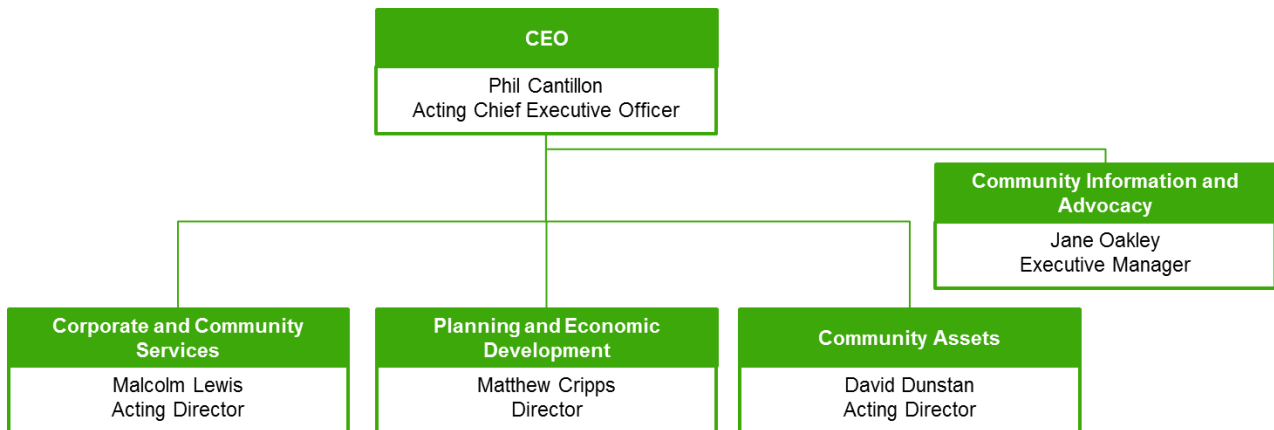 CEO
Phil Cantillon
Acting Chief Executive Officer
Community Information and
Advocacy
Jane Oakley
Executive Manager
Corporate and Community
Services
Malcolm Lewis
Acting Director
Planning and Economic
Development
Matthew Cripps
Director
Community Assets
David Dunstan
Acting Director